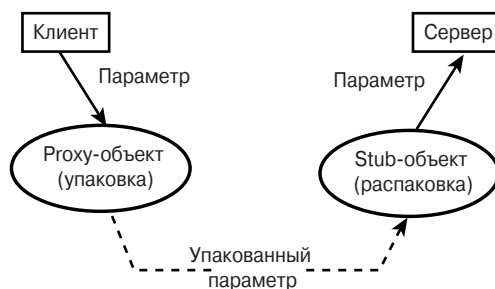 Клиент
Сервер
Параметр
Параметр
Proxy-объект
(упаковка)
Stub-объект
(распаковка)
Упакованный
параметр